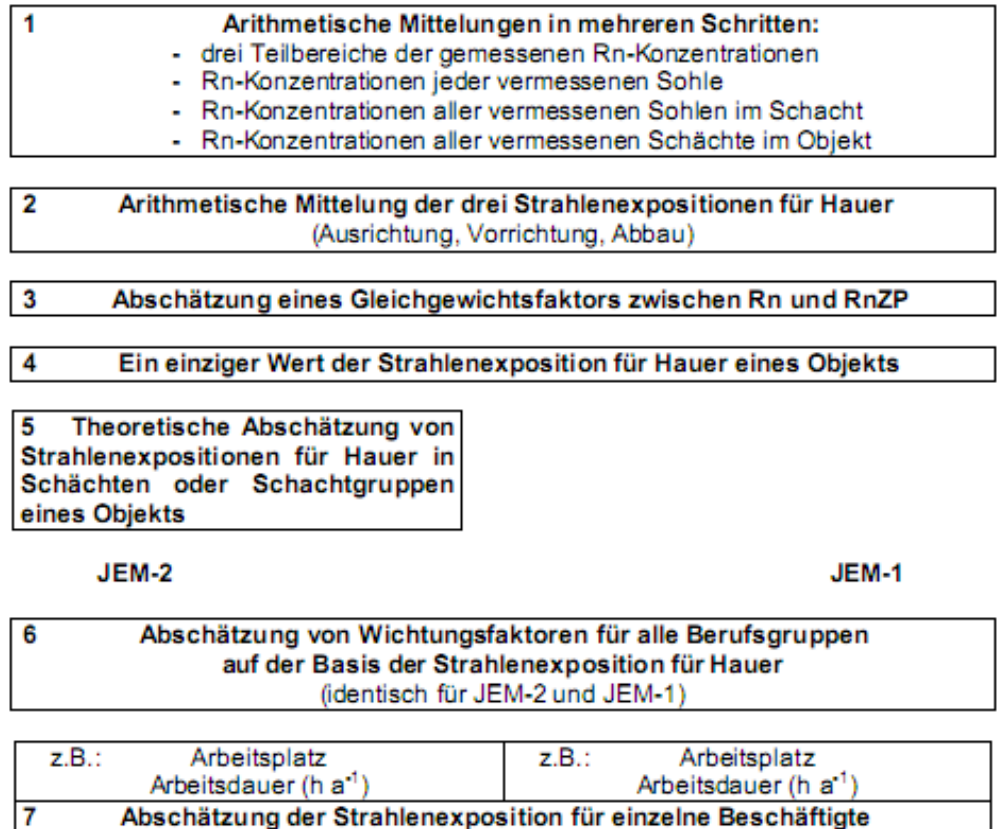 1 Arithmetische Mittelungen in mehreren Schritten:
- drei Teilbereiche der gemessenen Rn-Konzentrationen
- Rn-Konzentrationen jeder vermessenen Sohle
- Rn-Konzentrationen aller vermessenen Sohlen im Schacht
- Rn-Konzentrationen aller vermessenen Schächte im Objekt
2 Arithmetische Mittelung der drei Strahlenexpositionen für Hauer
(Ausrichtung, Vorrichtung, Abbau)
3 Abschätzung eines Gleichgewichtsfaktors zwischen Rn und RnZP
4 Ein einziger Wert der Strahlenexposition für Hauer eines Objekts
5 Theoretische Abschätzung von
Strahlenexpositionen für Hauer in
Schächten oder Schachtgruppen
eines Objekts
JEM-2 JEM-1
6 Abschätzung von Wichtungsfaktoren für alle Berufsgruppen
auf der Basis der Strahlenexposition für Hauer
(identisch für JEM-2 und JEM-1)
z.B.: Arbeitsplatz z.B.: Arbeitsplatz
Arbeitsdauer (h a⁻¹) Arbeitsdauer (h a⁻¹)
7 Abschätzung der Strahlenexposition für einzelne Beschäftigte